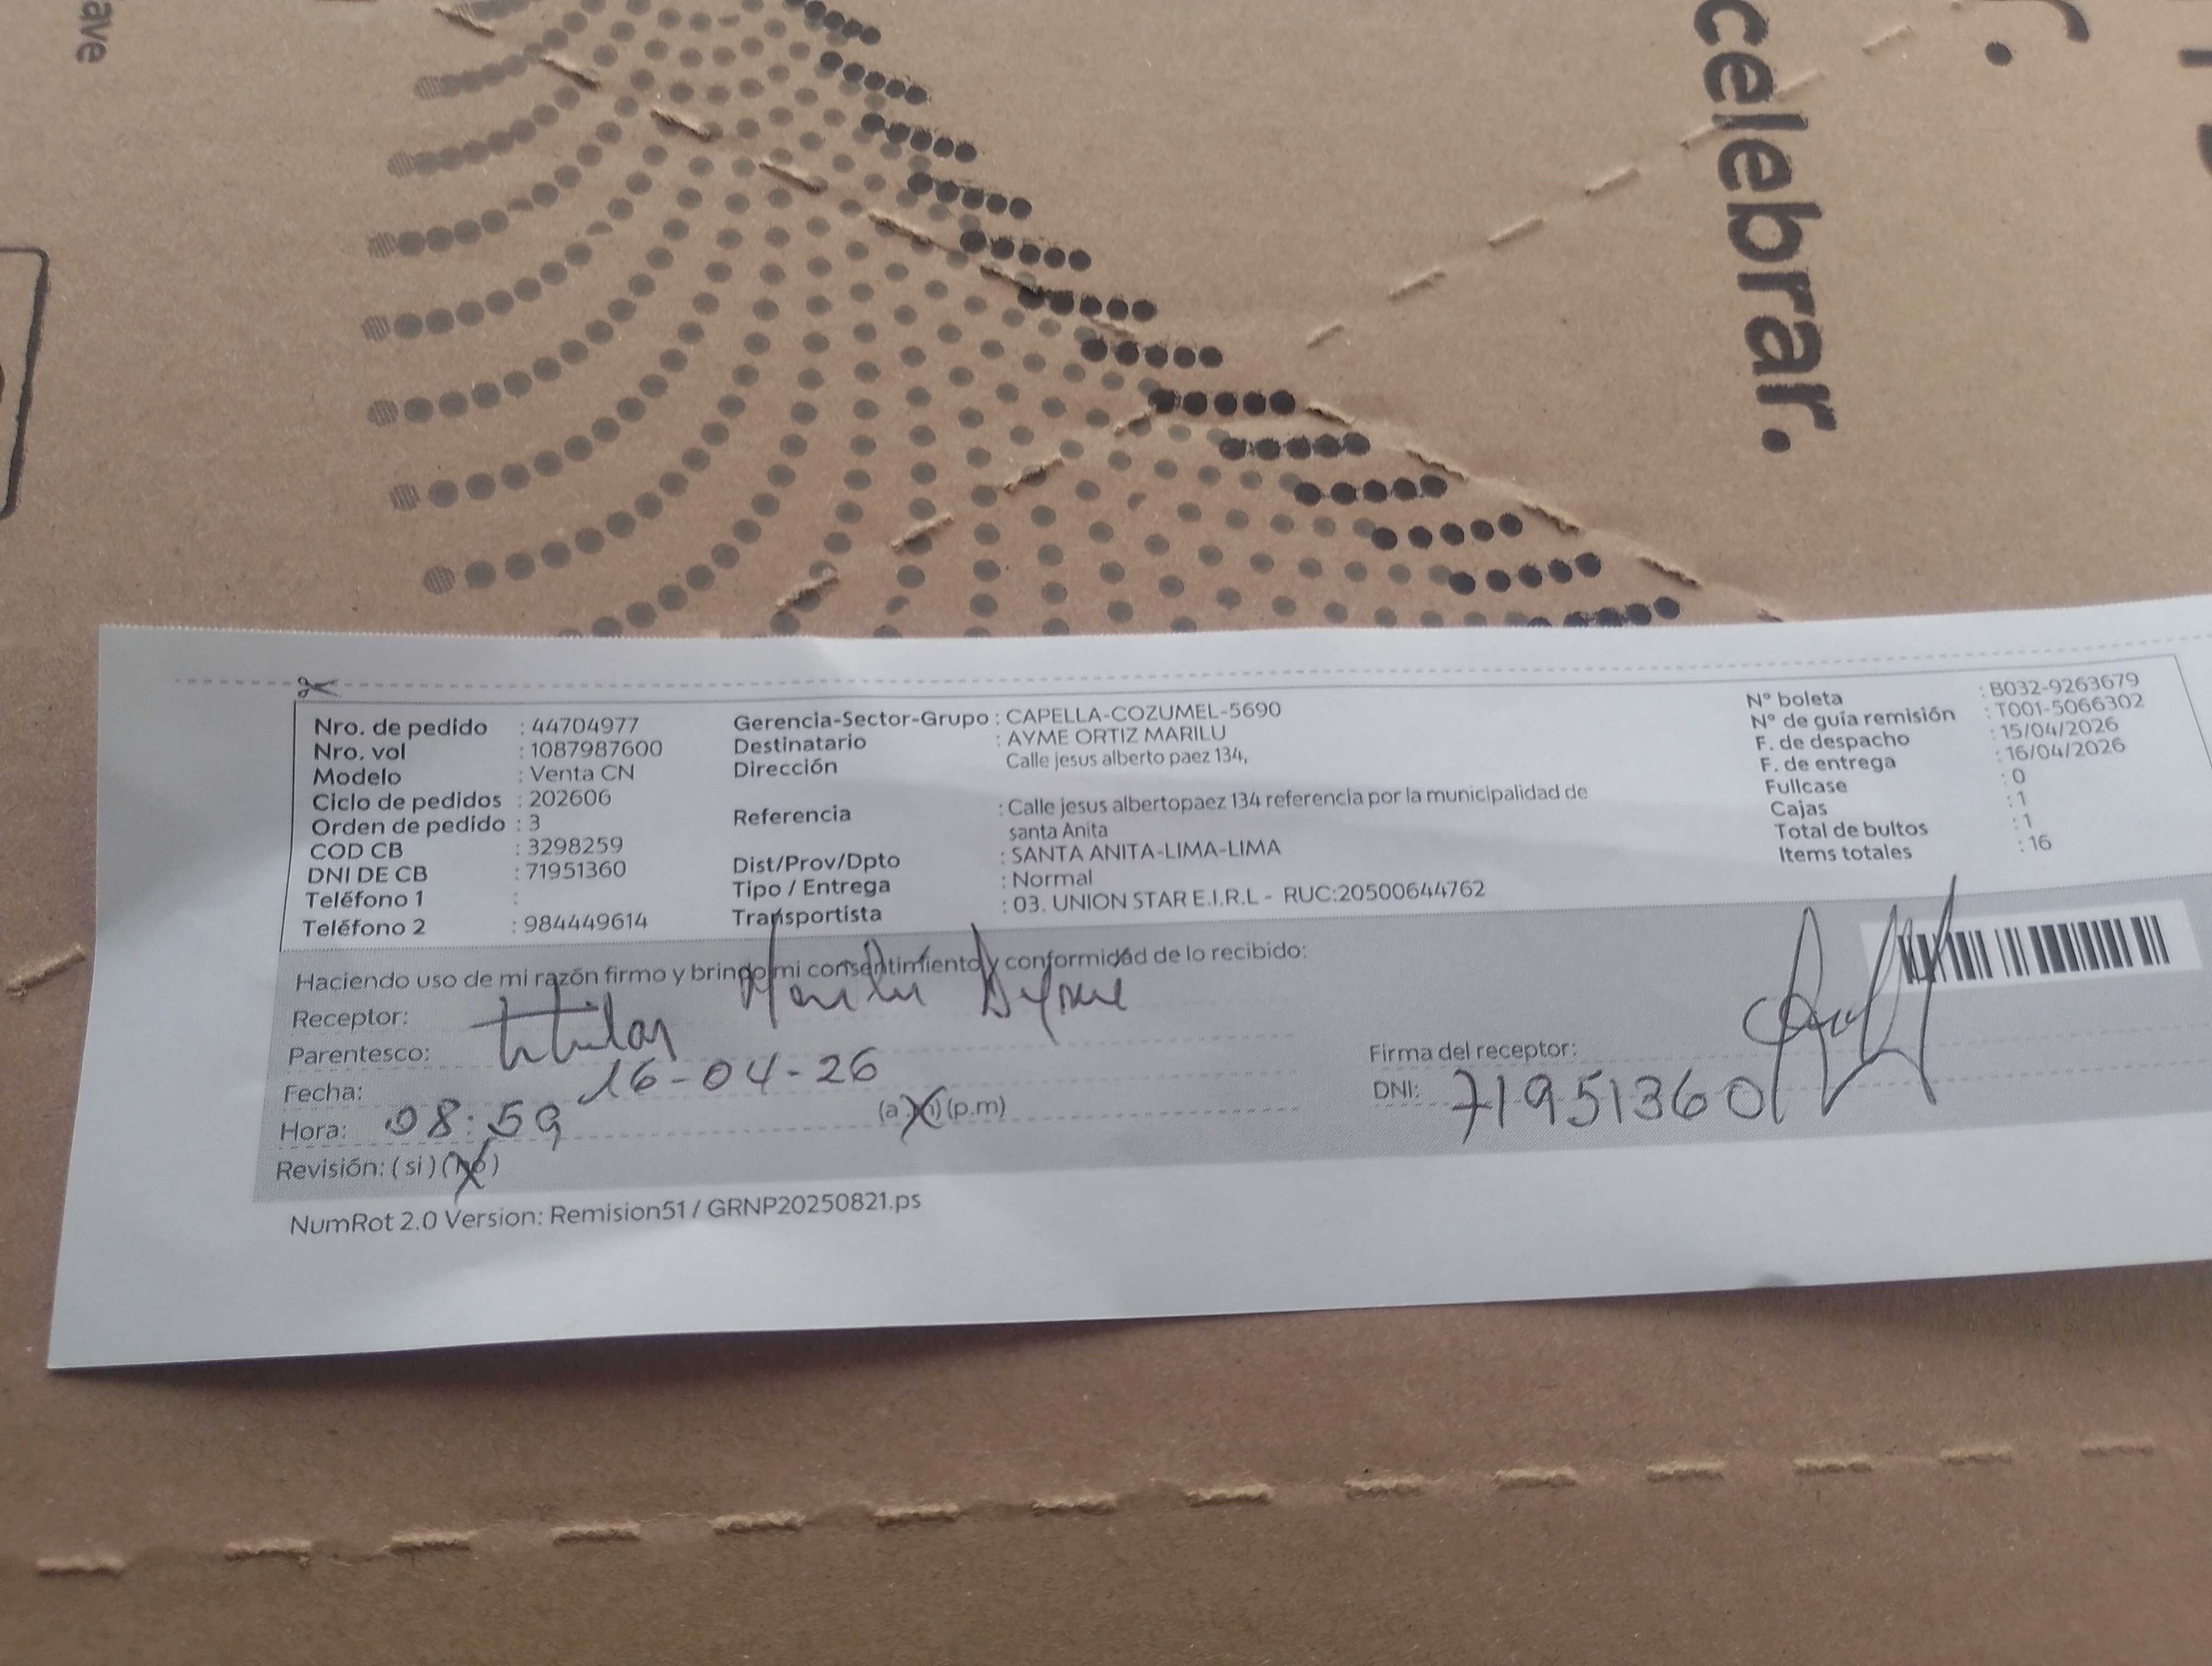 ave
celebrar.
Nro. de pedido : 44704977
Nro. vol : 1087987600
Modelo : Venta CN
Ciclo de pedidos : 202606
Orden de pedido : 3
COD CB : 3298259
DNI DE CB : 71951360
Teléfono 1 :
Teléfono 2 : 984449614
Gerencia-Sector-Grupo : CAPELLA-COZUMEL-5690
Destinatario : AYME ORTIZ MARILU
Dirección Calle jesus alberto paez 134,
Referencia : Calle jesus albertopaez 134 referencia por la municipalidad de
santa Anita
Dist/Prov/Dpto : SANTA ANITA-LIMA-LIMA
Tipo / Entrega : Normal
Transportista : 03. UNION STAR E.I.R.L - RUC:20500644762
N° boleta : B032-9263679
N° de guía remisión : T001-5066302
F. de despacho : 15/04/2026
F. de entrega : 16/04/2026
Fullcase : 0
Cajas : 1
Total de bultos : 1
Items totales : 16
Haciendo uso de mi razón firmo y bringo mi consentimiento y conformidad de lo recibido:
Receptor: Marilu Ayme
Parentesco: titular
Fecha: 16-04-26
Hora: 08:59 (a.m) (p.m)
Revisión: (si) (no)
Firma del receptor:
DNI: 71951360
NumRot 2.0 Version: Remision51 / GRNP20250821.ps